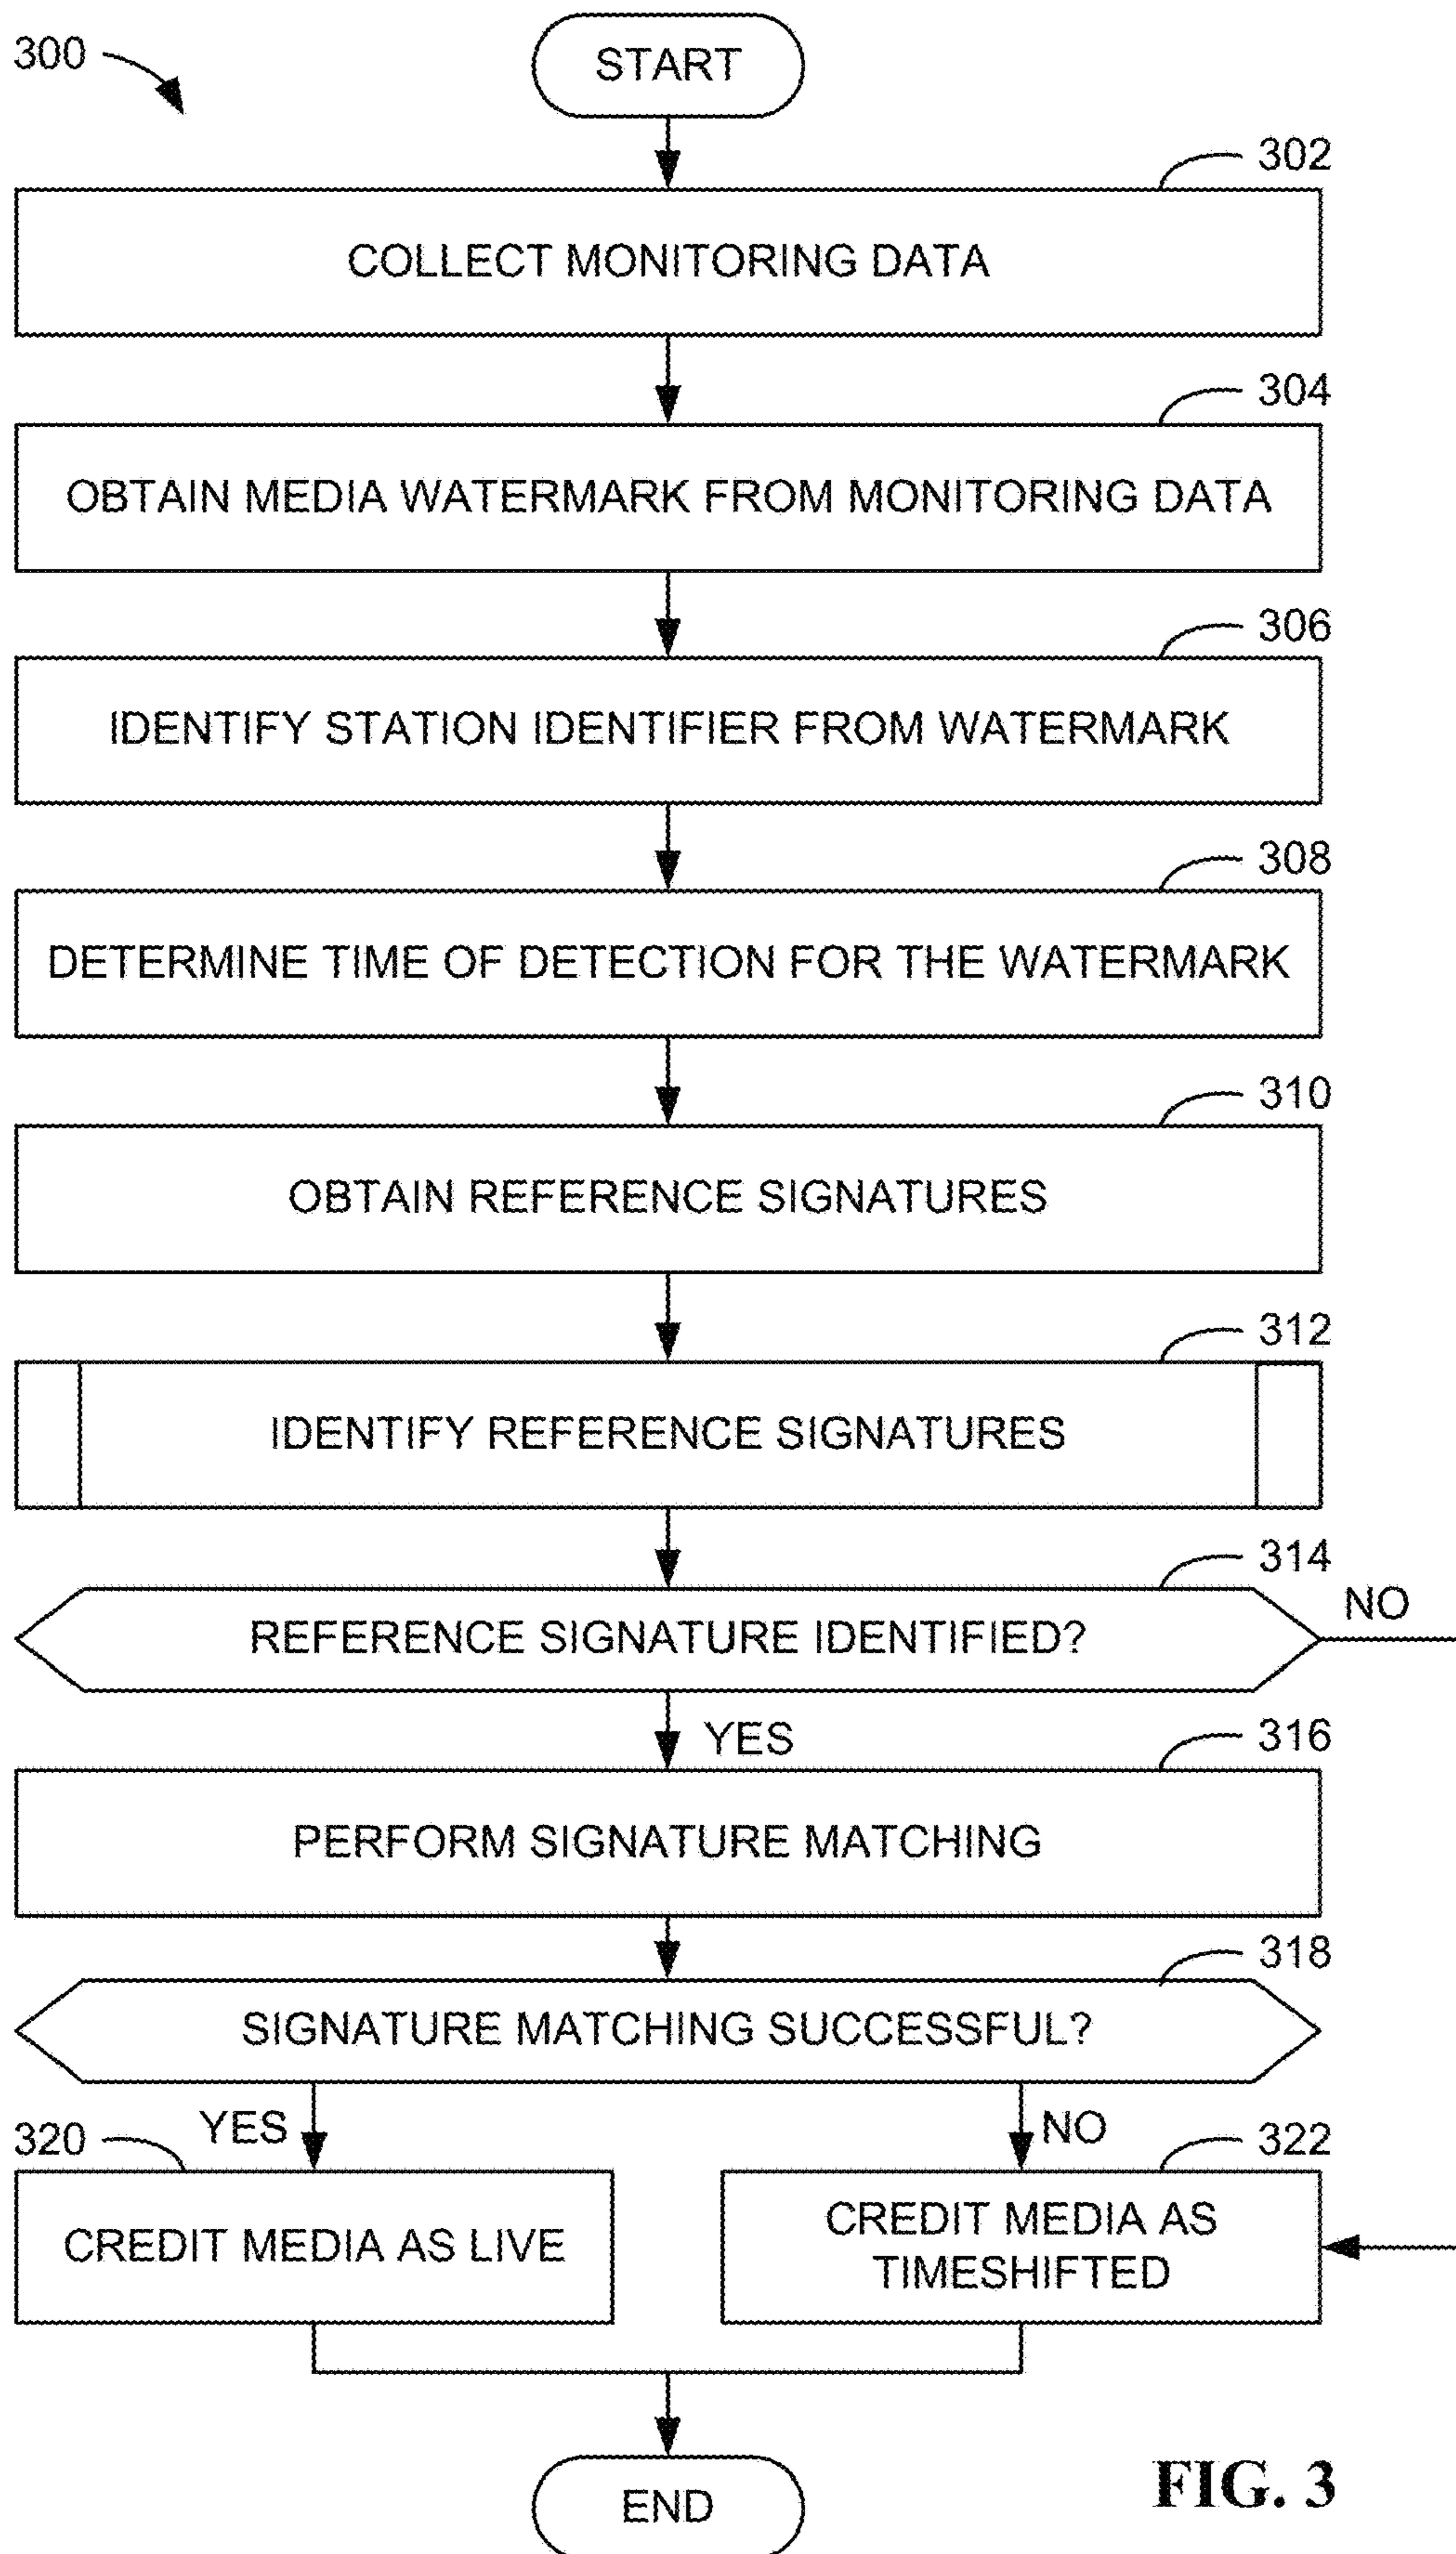 300
START
302
COLLECT MONITORING DATA
304
OBTAIN MEDIA WATERMARK FROM MONITORING DATA
306
IDENTIFY STATION IDENTIFIER FROM WATERMARK
308
DETERMINE TIME OF DETECTION FOR THE WATERMARK
310
OBTAIN REFERENCE SIGNATURES
312
IDENTIFY REFERENCE SIGNATURES
314
NO
REFERENCE SIGNATURE IDENTIFIED?
YES
316
PERFORM SIGNATURE MATCHING
318
SIGNATURE MATCHING SUCCESSFUL?
YES
NO
320
322
CREDIT MEDIA AS LIVE
CREDIT MEDIA AS
TIMESHIFTED
END
FIG. 3